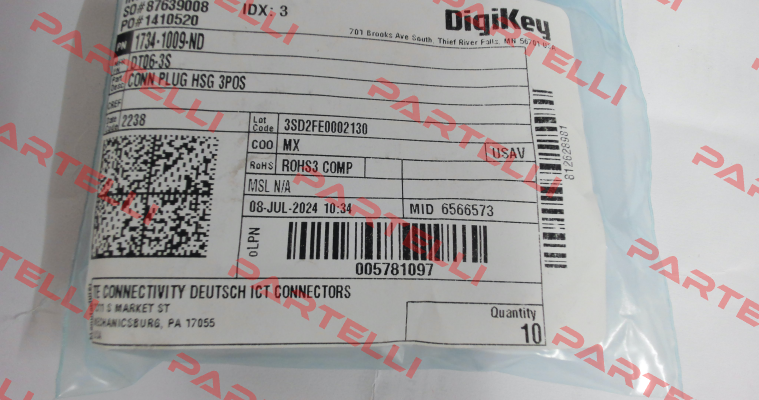 SO#87639008
IDX: 3
DigiKey
PO#1410520
701 Brooks Ave South, Thief River Falls, MN 56701 USA
PN 1734-1009-ND
DT06-3S
CONN PLUG HSG 3POS
2238
Lot Code 3SD2FE0002130
COO MX
USAV
RoHS ROHS3 COMP
MSL N/A
08-JUL-2024 10:34
MID 6566573
oLPN
005781097
812628981
TE CONNECTIVITY DEUTSCH ICT CONNECTORS
S MARKET ST
MECHANICSBURG, PA 17055
Quantity
10
PARTELLI